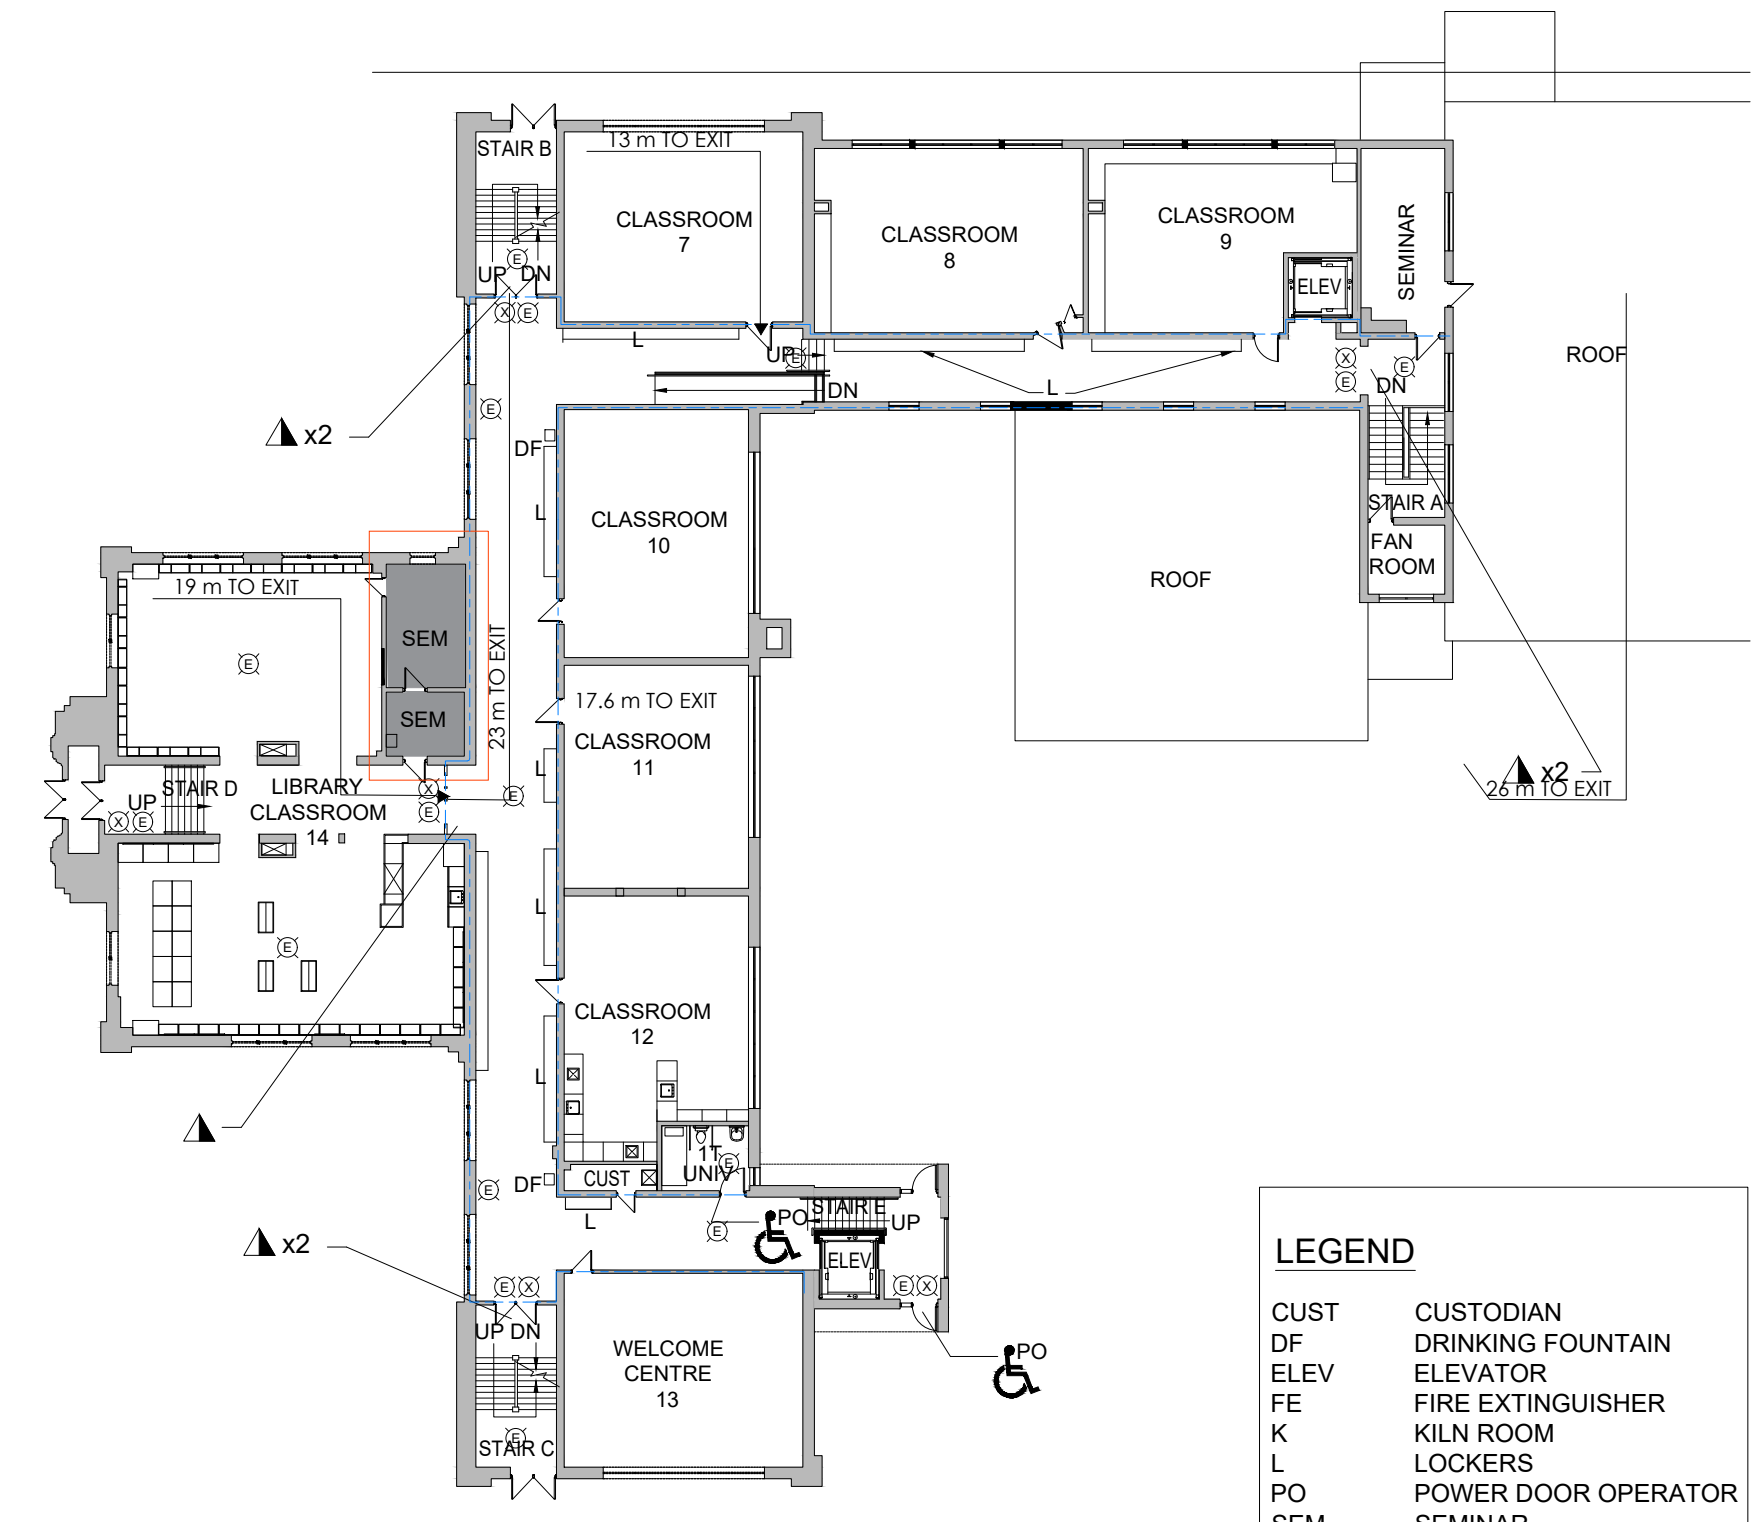 STAIR B
13 m TO EXIT
CLASSROOM
7
CLASSROOM
8
CLASSROOM
9
SEMINAR
ELEV
UP DN
E
X E
L
UP
E
DN
L
X
E
E
DN
ROOF
E
x2
DF
L
CLASSROOM
10
STAIR A
FAN
ROOM
ROOF
19 m TO EXIT
SEM
E
23 m TO EXIT
SEM
17.6 m TO EXIT
CLASSROOM
11
L
x2
26 m TO EXIT
STAIR D
UP
X E
LIBRARY
CLASSROOM
14
X
E
E
L
E
CLASSROOM
12
L
1T
UNIV
E
CUST
DF
E
L
E
PO
STAIR E
UP
ELEV
E X
x2
E X
UP DN
WELCOME
CENTRE
13
PO
E
STAIR C
LEGEND
CUST CUSTODIAN
DF DRINKING FOUNTAIN
ELEV ELEVATOR
FE FIRE EXTINGUISHER
K KILN ROOM
L LOCKERS
PO POWER DOOR OPERATOR
SEM SEMINAR